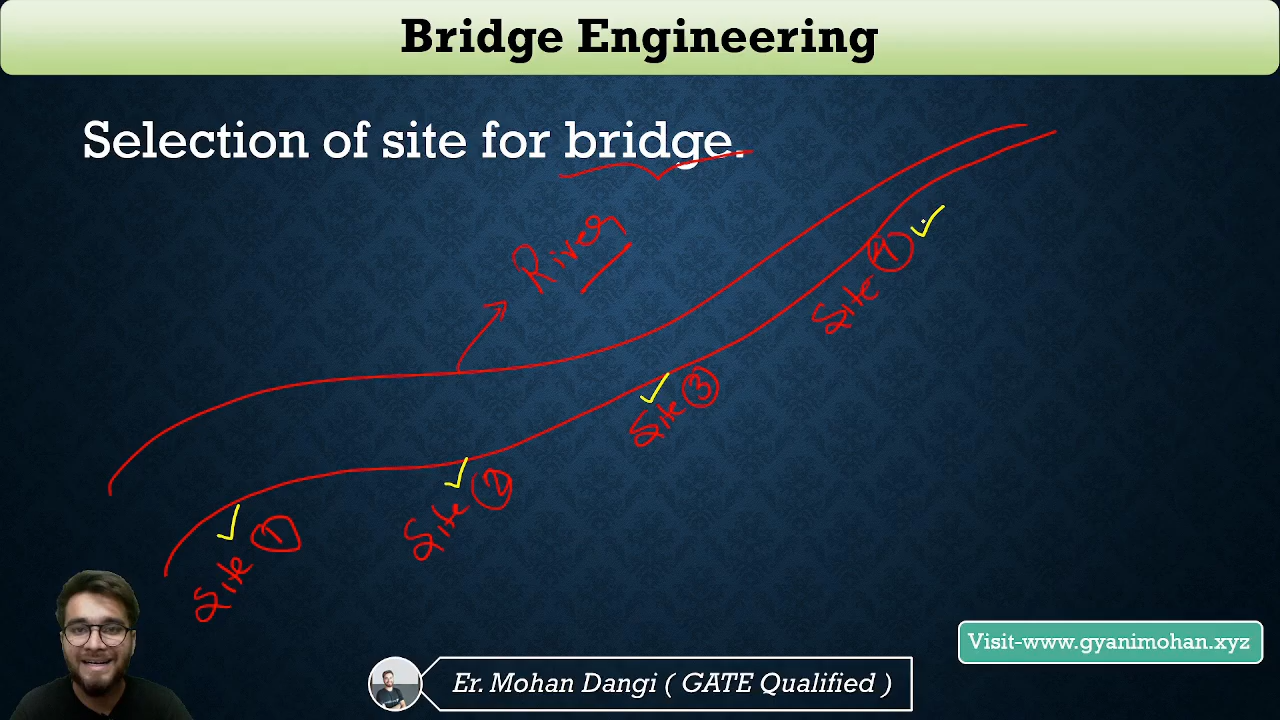 Bridge Engineering
Selection of site for bridge.
River
Site 4
Site 3
Site 2
Site 1
Visit-www.gyanimohan.xyz
Er. Mohan Dangi ( GATE Qualified )